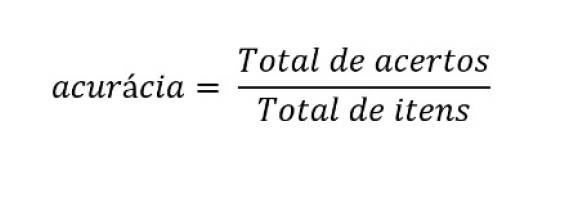 acurácia = Total de acertos / Total de itens